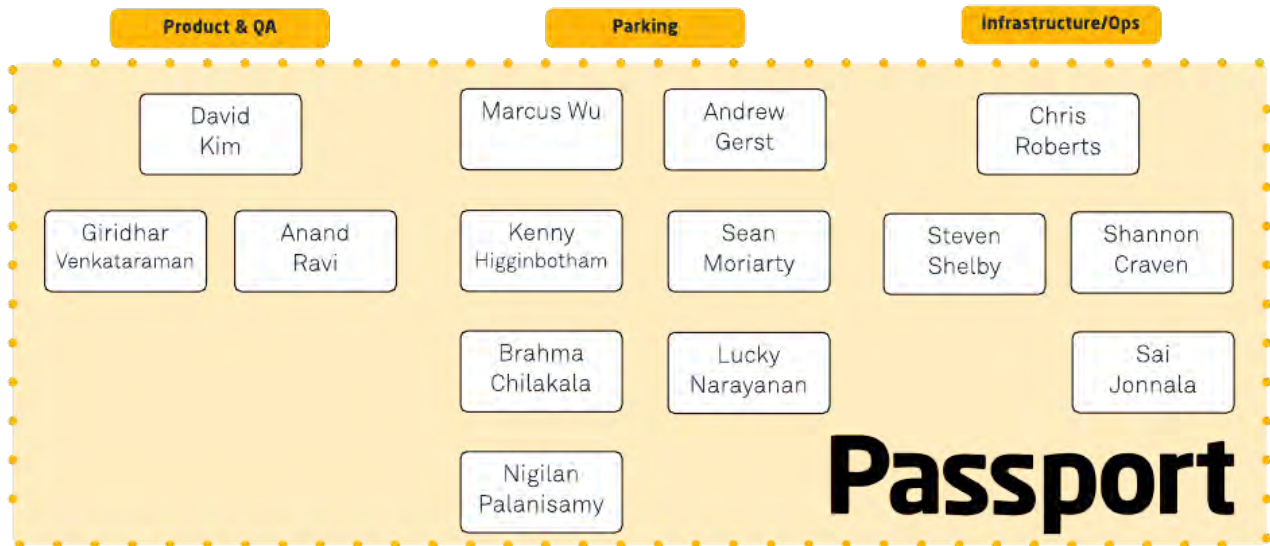 Product & QA
Parking
Infrastructure/Ops
David
Kim
Marcus Wu
Andrew
Gerst
Chris
Roberts
Giridhar
Venkataraman
Anand
Ravi
Kenny
Higginbotham
Sean
Moriarty
Steven
Shelby
Shannon
Craven
Brahma
Chilakala
Lucky
Narayanan
Sai
Jonnala
Nigilan
Palanisamy
Passport